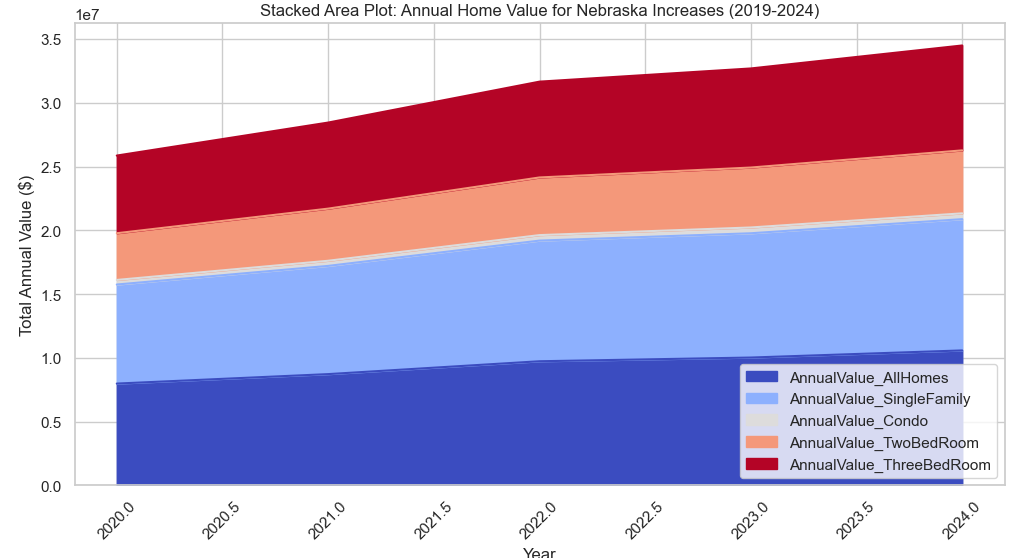 Stacked Area Plot: Annual Home Value for Nebraska Increases (2019-2024)
1e7
3.5
3.0
2.5
2.0
1.5
1.0
0.5
0.0
Total Annual Value ($)
AnnualValue_AllHomes
AnnualValue_SingleFamily
AnnualValue_Condo
AnnualValue_TwoBedRoom
AnnualValue_ThreeBedRoom
2020.0
2020.5
2021.0
2021.5
2022.0
2022.5
2023.0
2023.5
2024.0
Year